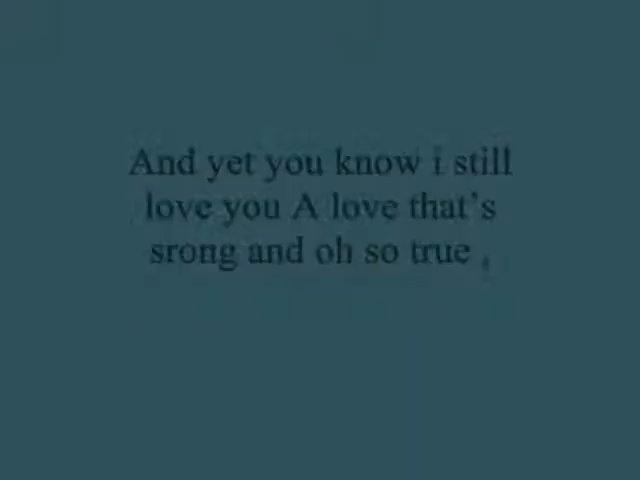 And yet you know i still
love you A love that's
srong and oh so true ,